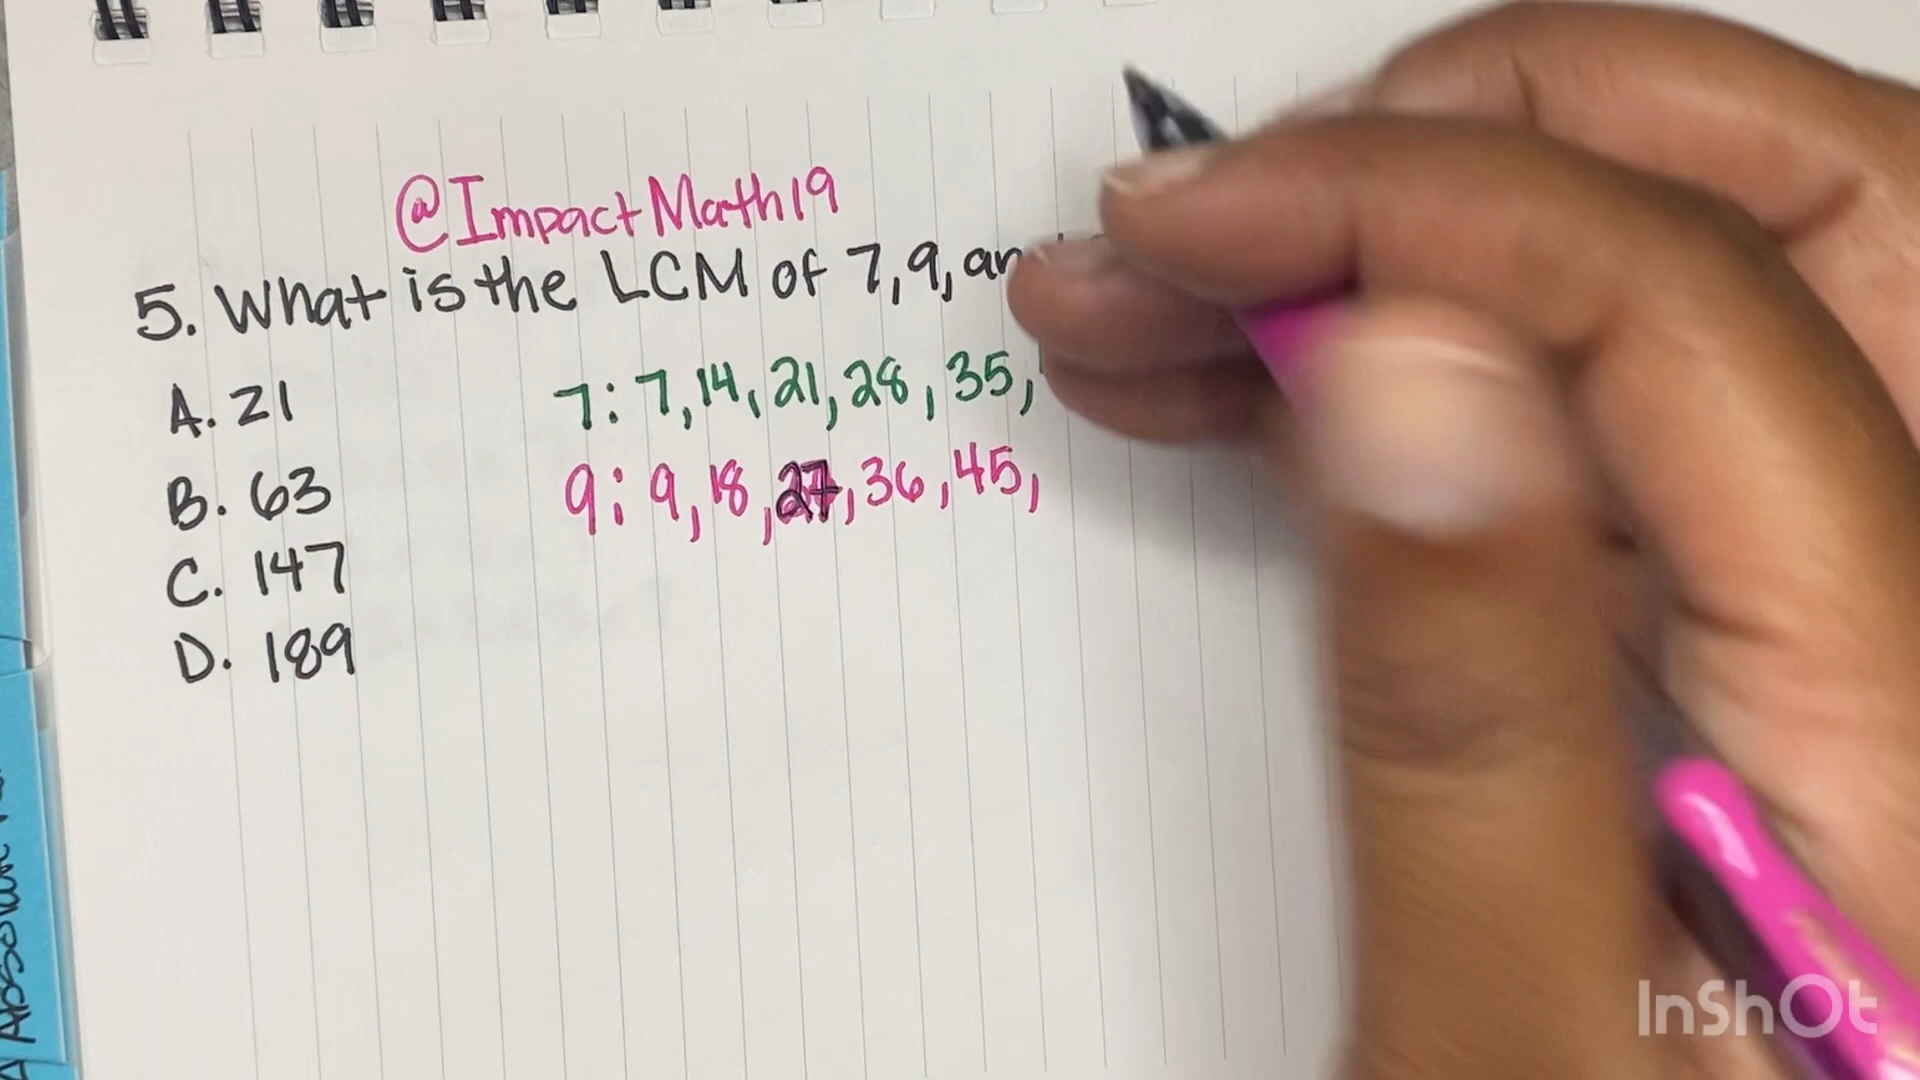 @ImpactMath19
5. What is the LCM of 7, 9, an
A. 21
7: 7, 14, 21, 28, 35,
B. 63
9: 9, 18, 27, 36, 45,
C. 147
D. 189
Absolute
InShOt